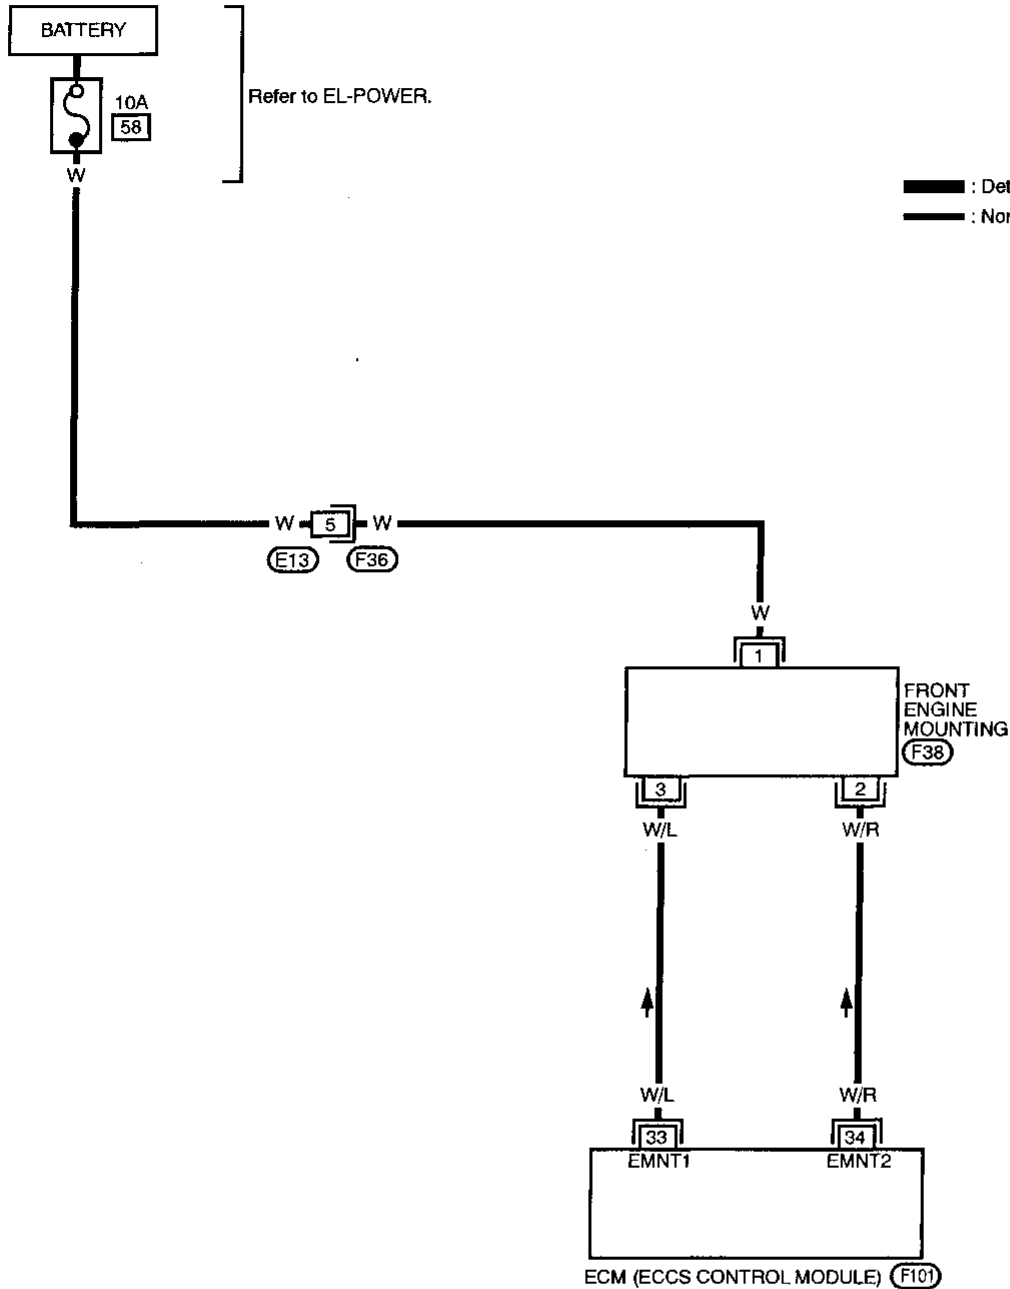 BATTERY
10A
58
Refer to EL-POWER.
W
: Det
: Nor
W 5 W
E13 F36
W
1
FRONT
ENGINE
MOUNTING
F38
3 2
W/L W/R
W/L W/R
33 34
EMNT1 EMNT2
ECM (ECCS CONTROL MODULE) F101